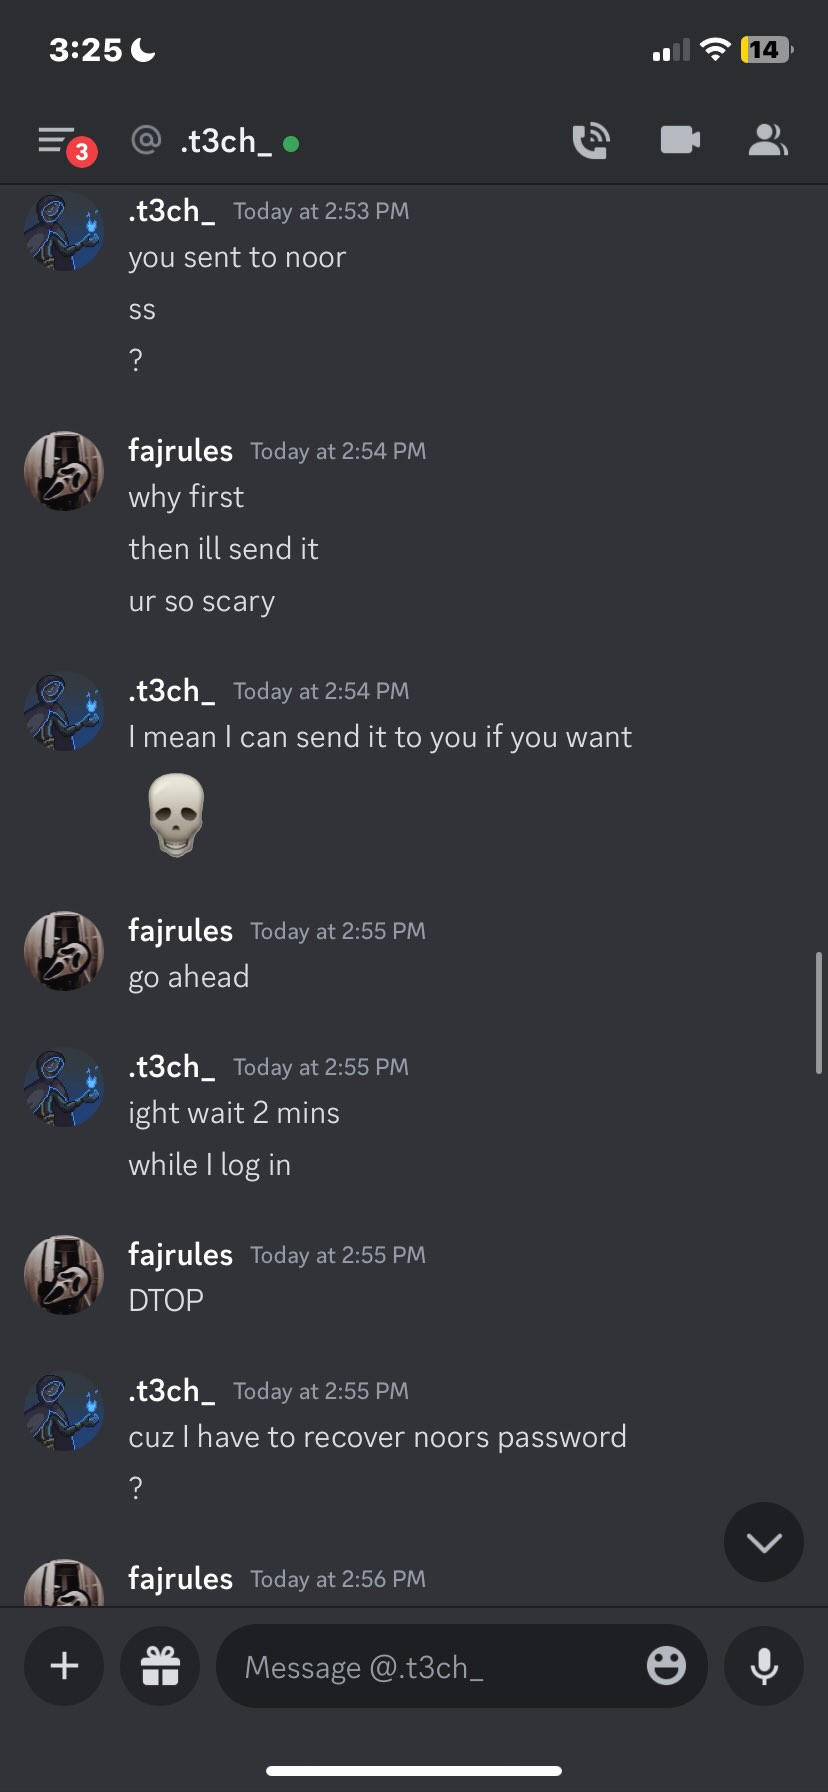 3:25
14
3
@ .t3ch_
.t3ch_ Today at 2:53 PM
you sent to noor
ss
?
fajrules Today at 2:54 PM
why first
then ill send it
ur so scary
.t3ch_ Today at 2:54 PM
I mean I can send it to you if you want
fajrules Today at 2:55 PM
go ahead
.t3ch_ Today at 2:55 PM
ight wait 2 mins
while I log in
fajrules Today at 2:55 PM
DTOP
.t3ch_ Today at 2:55 PM
cuz I have to recover noors password
?
fajrules Today at 2:56 PM
Message @.t3ch_